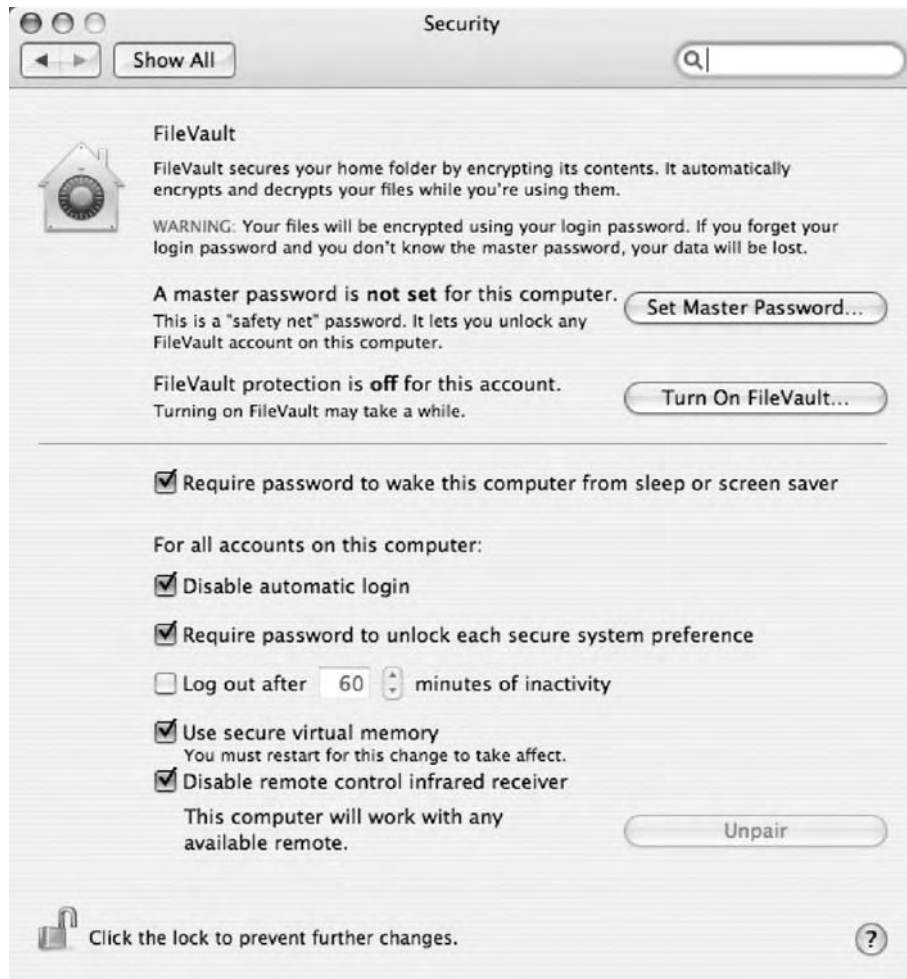 Security
Show All
FileVault
FileVault secures your home folder by encrypting its contents. It automatically
encrypts and decrypts your files while you're using them.
WARNING: Your files will be encrypted using your login password. If you forget your
login password and you don't know the master password, your data will be lost.
A master password is not set for this computer.
Set Master Password...
This is a "safety net" password. It lets you unlock any
FileVault account on this computer.
FileVault protection is off for this account.
Turn On FileVault...
Turning on FileVault may take a while.
Require password to wake this computer from sleep or screen saver
For all accounts on this computer:
Disable automatic login
Require password to unlock each secure system preference
Log out after 60 minutes of inactivity
Use secure virtual memory
You must restart for this change to take affect.
Disable remote control infrared receiver
This computer will work with any
available remote.
Unpair
Click the lock to prevent further changes.
?